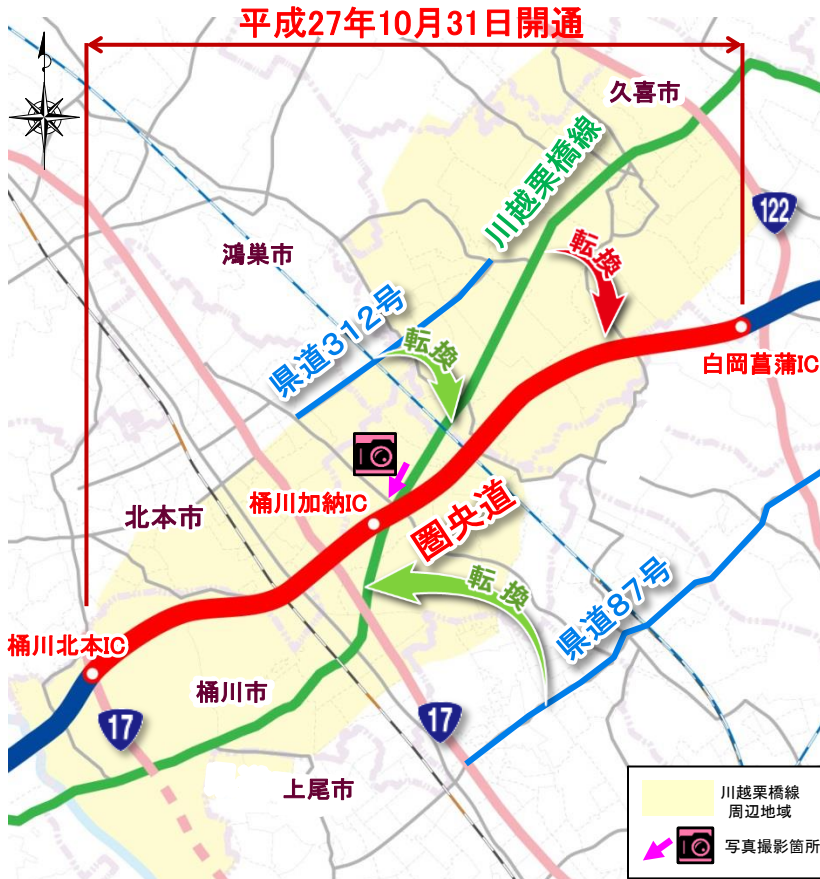 平成27年10月31日開通
久喜市
川越栗橋線
122
鴻巣市
転換
県道312号
転換
白岡菖蒲IC
桶川加納IC
北本市
圏央道
転換
県道87号
桶川北本IC
桶川市
17
17
上尾市
川越栗橋線
周辺地域
写真撮影箇所